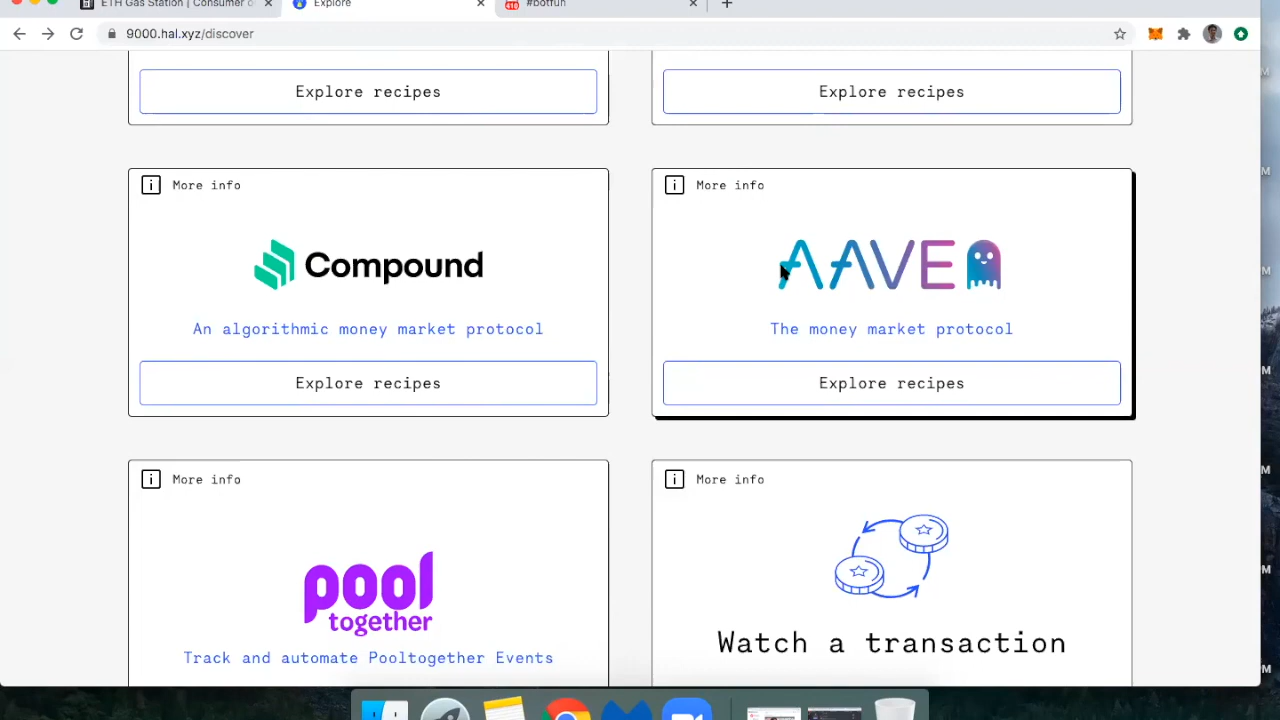 ETH Gas Station | Consumer o
Explore
#botfun
9000.hal.xyz/discover
Explore recipes
Explore recipes
More info
Compound
An algorithmic money market protocol
Explore recipes
More info
AAVE
The money market protocol
Explore recipes
More info
pool
together
Track and automate Pooltogether Events
More info
Watch a transaction
M
M
M
M
M
M
M